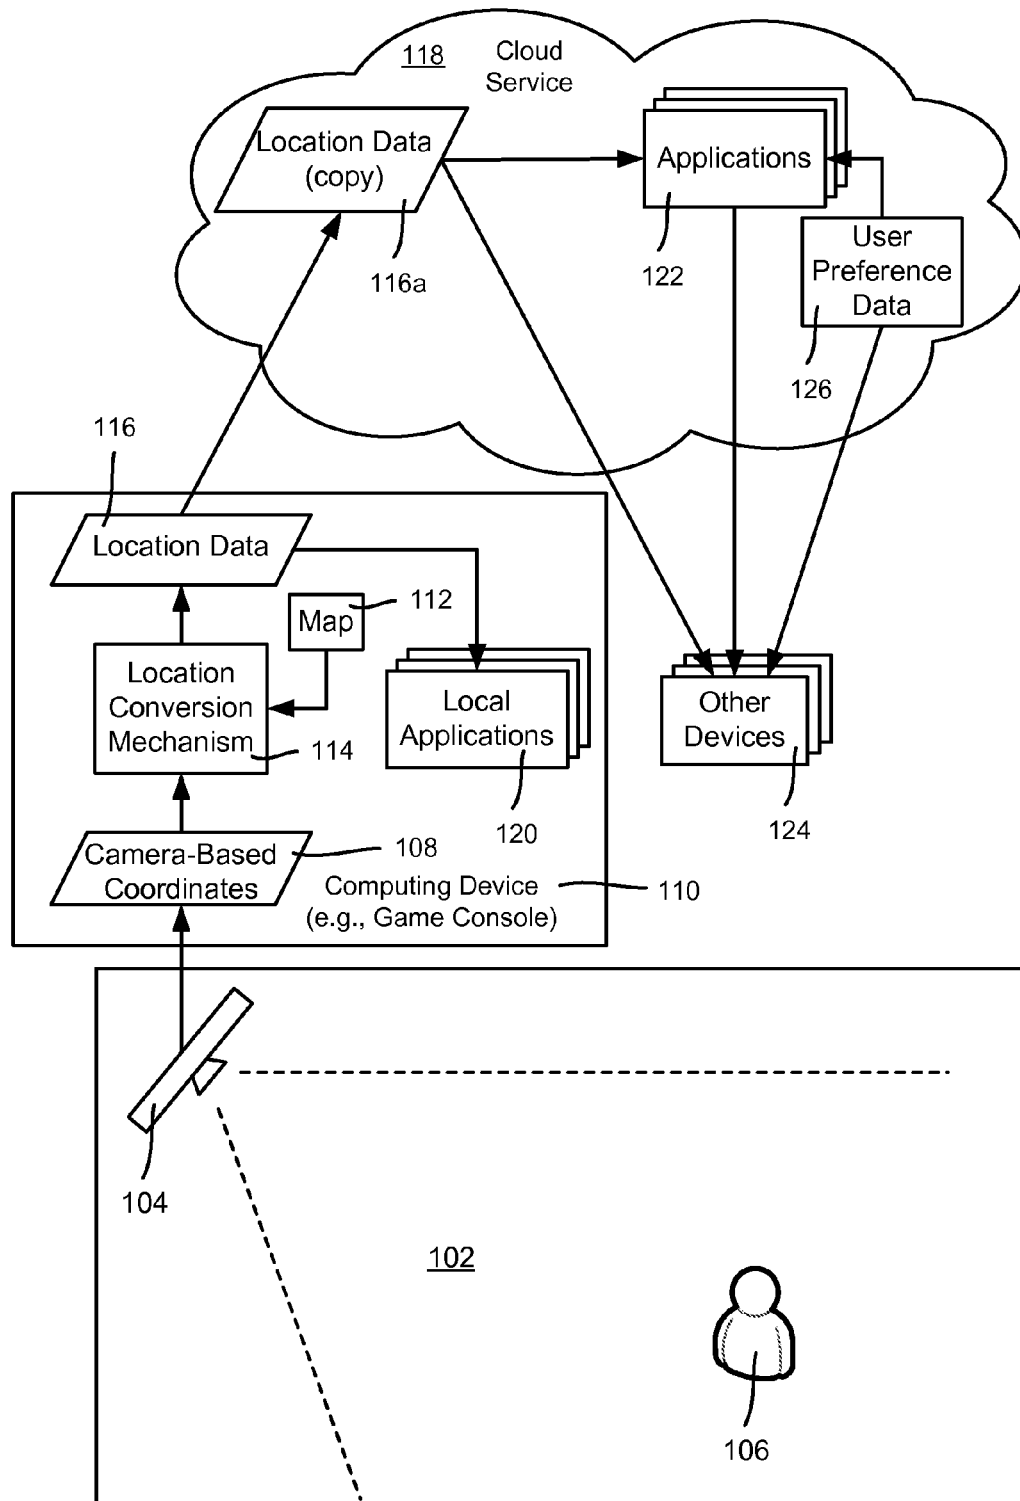 118
Cloud
Service
Location Data
(copy)
116a
Applications
122
User
Preference
Data
126
116
Location Data
Map
112
Location
Conversion
Mechanism
114
Local
Applications
120
Other
Devices
124
Camera-Based
Coordinates
108
Computing Device
(e.g., Game Console)
110
104
102
106